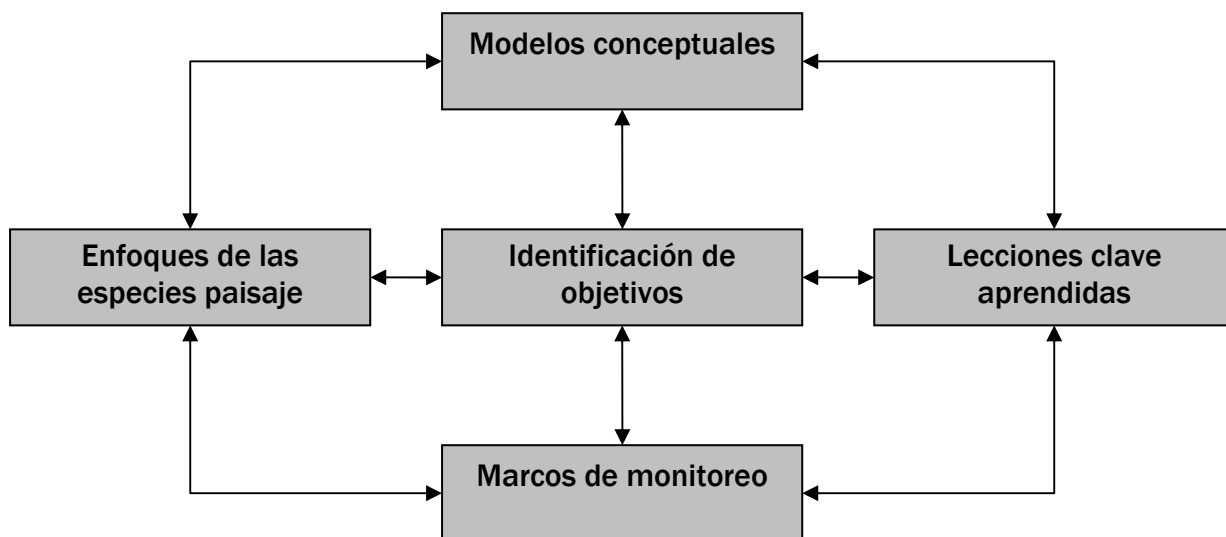 Modelos conceptuales
Enfoques de las
especies paisaje
Identificación de
objetivos
Lecciones clave
aprendidas
Marcos de monitoreo